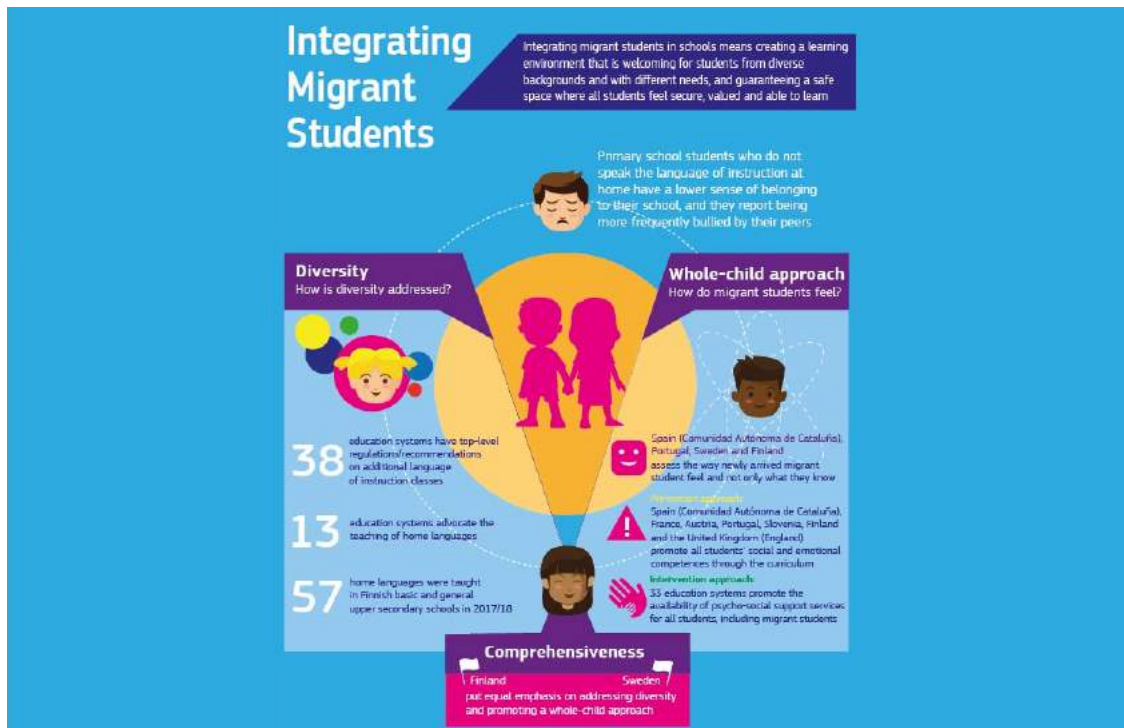 Integrating
Migrant
Students
Integrating migrant students in schools means creating a learning
environment that is welcoming for students from diverse
backgrounds and with different needs, and guaranteeing a safe
space where all students feel secure, valued and able to learn
Primary school students who do not
speak the language of instruction at
home have a lower sense of belonging
to their school, and they report being
more frequently bullied by their peers
Diversity
How is diversity addressed?
38
education systems have top-level
regulations/recommendations
on additional language
of instruction classes
13
education systems advocate the
teaching of home languages
57
home languages were taught
in Finnish basic and general
upper secondary schools in 2017/18
Whole-child approach
How do migrant students feel?
Spain (Comunidad Autónoma de Cataluña),
Portugal, Sweden and Finland
assess the way newly arrived migrant
student feel and not only what they know
Prevention approach:
Spain (Comunidad Autónoma de Cataluña),
France, Austria, Portugal, Slovenia, Finland
and the United Kingdom (England)
promote all students' social and emotional
competences through the curriculum
Intervention approach:
33 education systems promote the
availability of psycho-social support services
for all students, including migrant students
Comprehensiveness
Finland Sweden
put equal emphasis on addressing diversity
and promoting a whole-child approach